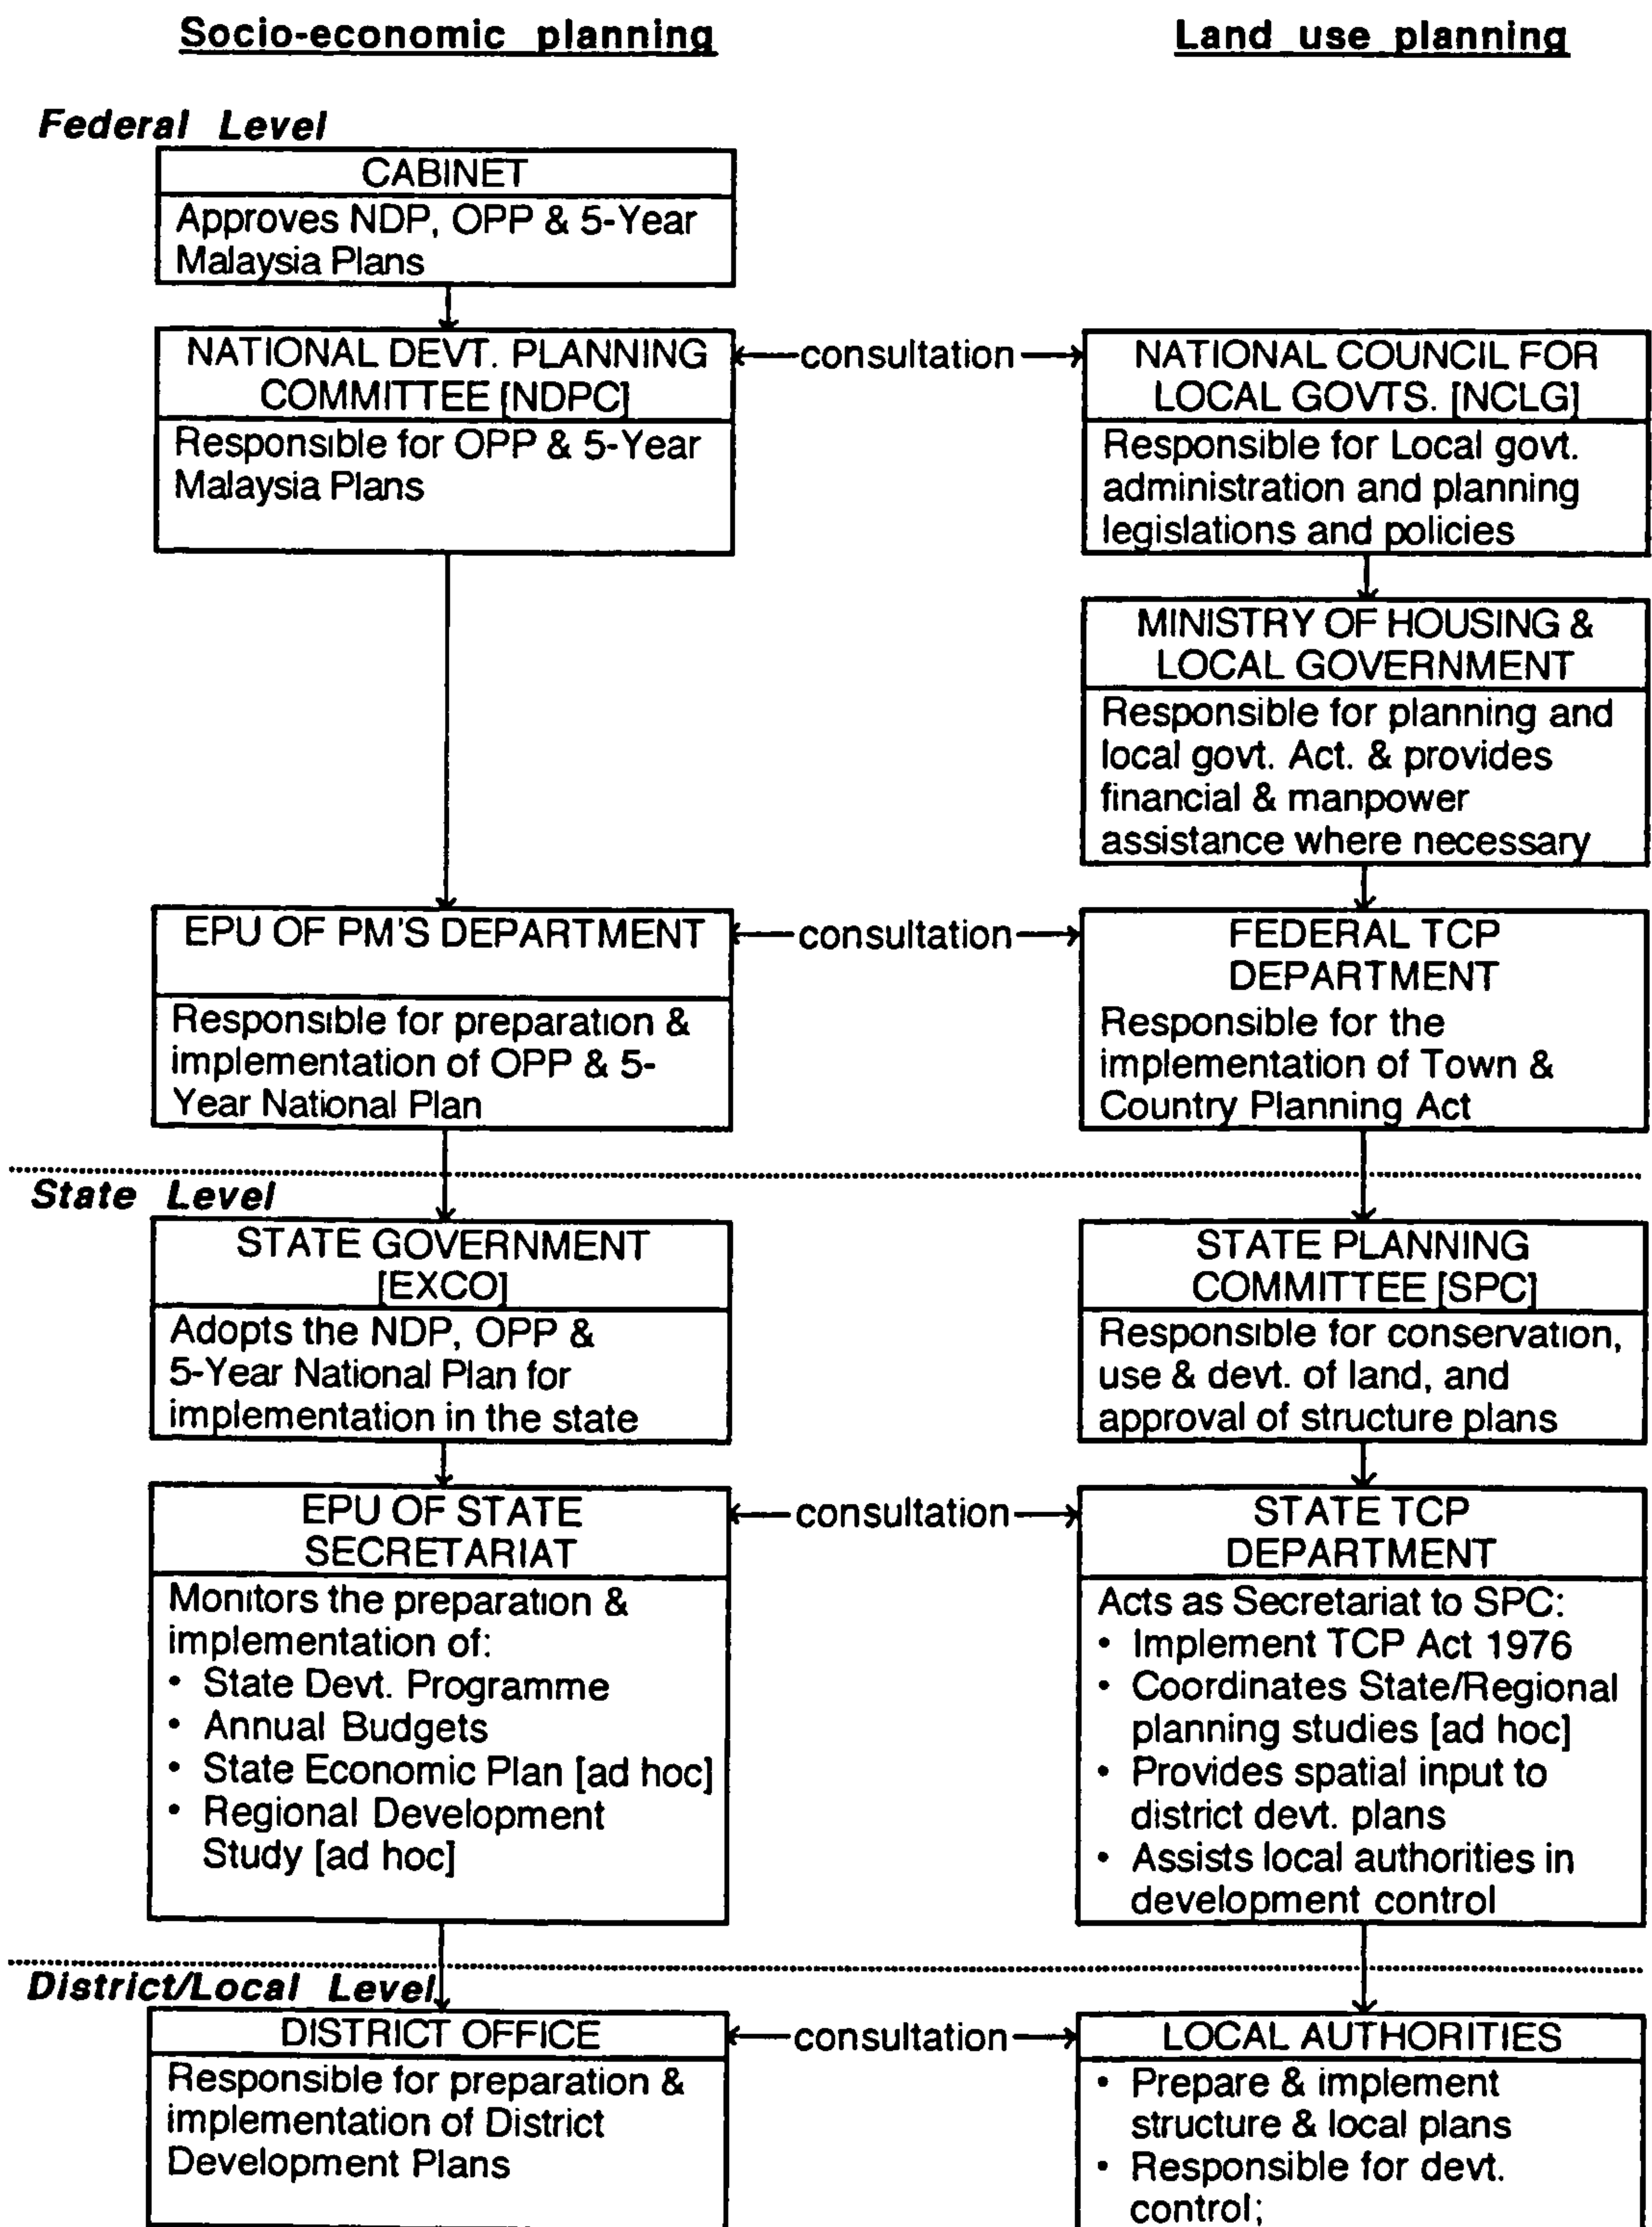 Socio-economic planning
Land use planning
Federal Level
CABINET
Approves NDP, OPP & 5-Year
Malaysia Plans
NATIONAL DEVT. PLANNING
COMMITTEE [NDPC]
Responsible for OPP & 5-Year
Malaysia Plans
consultation
NATIONAL COUNCIL FOR
LOCAL GOVTS. [NCLG]
Responsible for Local govt.
administration and planning
legislations and policies
MINISTRY OF HOUSING &
LOCAL GOVERNMENT
Responsible for planning and
local govt. Act. & provides
financial & manpower
assistance where necessary
EPU OF PM'S DEPARTMENT
Responsible for preparation &
implementation of OPP & 5-
Year National Plan
consultation
FEDERAL TCP
DEPARTMENT
Responsible for the
implementation of Town &
Country Planning Act
State Level
STATE GOVERNMENT
[EXCO]
Adopts the NDP, OPP &
5-Year National Plan for
implementation in the state
STATE PLANNING
COMMITTEE [SPC]
Responsible for conservation,
use & devt. of land, and
approval of structure plans
EPU OF STATE
SECRETARIAT
Monitors the preparation &
implementation of:
• State Devt. Programme
• Annual Budgets
• State Economic Plan [ad hoc]
• Regional Development
Study [ad hoc]
consultation
STATE TCP
DEPARTMENT
Acts as Secretariat to SPC:
• Implement TCP Act 1976
• Coordinates State/Regional
planning studies [ad hoc]
• Provides spatial input to
district devt. plans
• Assists local authorities in
development control
District/Local Level
DISTRICT OFFICE
Responsible for preparation &
implementation of District
Development Plans
consultation
LOCAL AUTHORITIES
• Prepare & implement
structure & local plans
• Responsible for devt.
control;